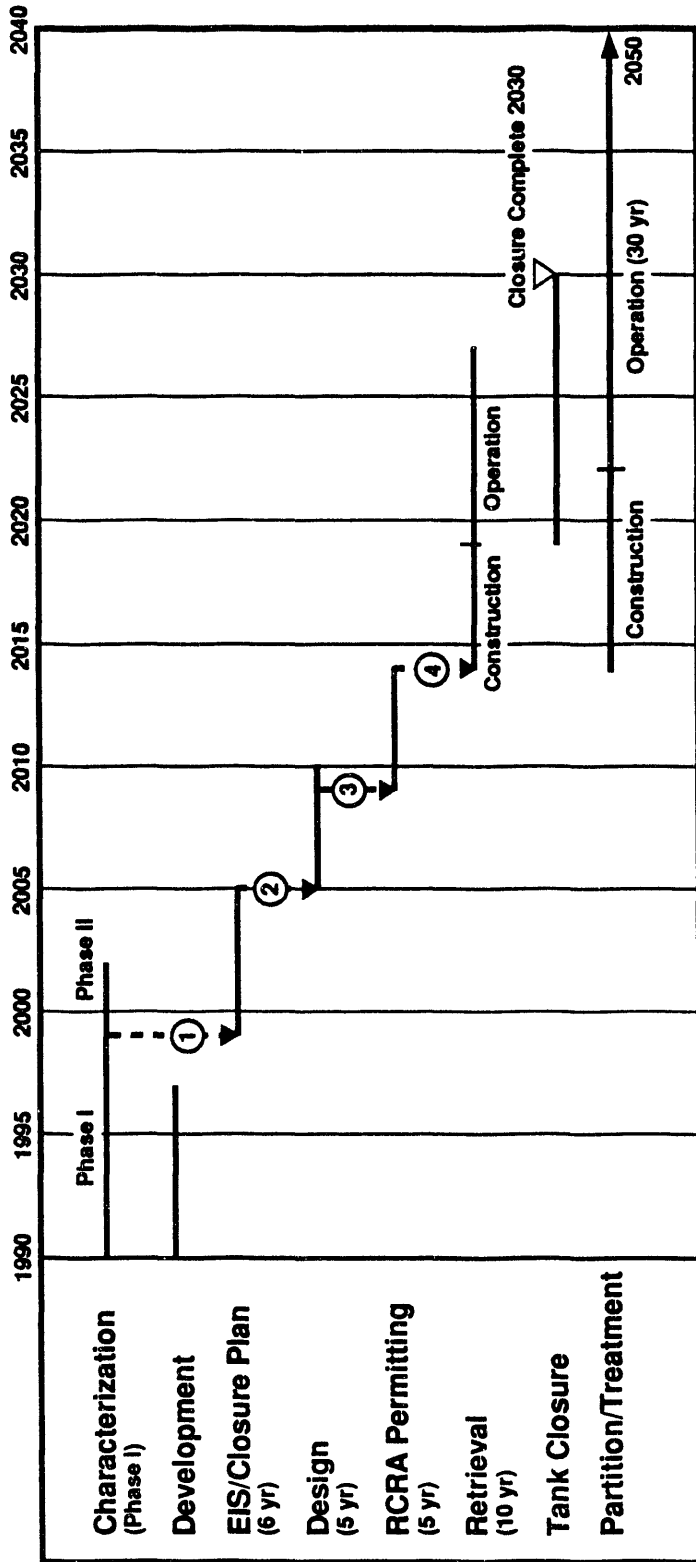 1990 1995 2000 2005 2010 2015 2020 2025 2030 2035 2040
Characterization
(Phase I)
Phase I Phase II
Development
1
EIS/Closure Plan
(6 yr)
2
Design
(5 yr)
3
RCRA Permitting
(5 yr)
4
Retrieval
(10 yr)
Construction Operation
Closure Complete 2030
Tank Closure
Partition/Treatment
Construction Operation (30 yr) 2050